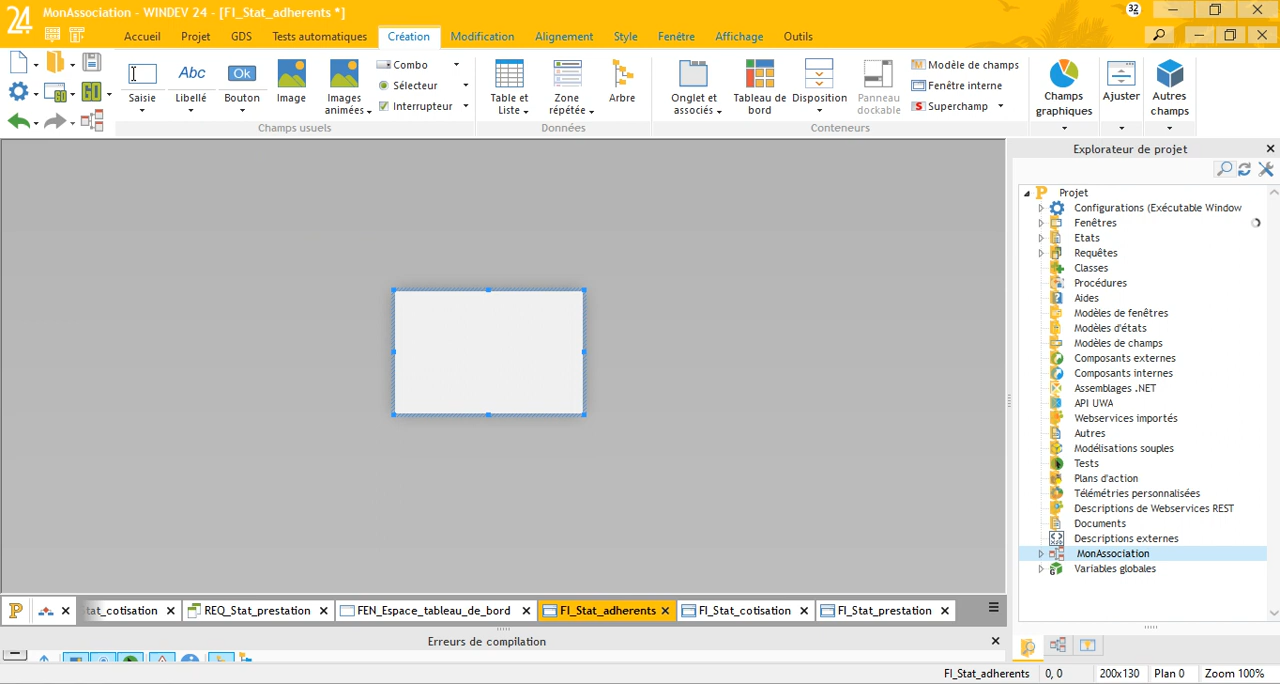 24
MonAssociation - WINDEV 24 - [FI_Stat_adherents *]
32
Accueil
Projet
GDS
Tests automatiques
Création
Modification
Alignement
Style
Fenêtre
Affichage
Outils
Saisie
Abc
Libellé
Ok
Bouton
Image
Images animées
Combo
Sélecteur
Interrupteur
Champs usuels
Table et Liste
Zone répétée
Arbre
Données
Onglet et associés
Tableau de bord
Disposition
Panneau dockable
Modèle de champs
Fenêtre interne
Superchamp
Conteneurs
Champs graphiques
Ajuster
Autres champs
GO
Explorateur de projet
Projet
Configurations (Exécutable Window
Fenêtres
Etats
Requêtes
Classes
Procédures
Aides
Modèles de fenêtres
Modèles d'états
Modèles de champs
Composants externes
Composants internes
Assemblages .NET
API UWA
Webservices importés
Autres
Modélisations souples
Tests
Plans d'action
Télémétries personnalisées
Descriptions de Webservices REST
Documents
Descriptions externes
MonAssociation
Variables globales
tat_cotisation
REQ_Stat_prestation
FEN_Espace_tableau_de_bord
FI_Stat_adherents
FI_Stat_cotisation
FI_Stat_prestation
Erreurs de compilation
FI_Stat_adherents
0, 0
200x130
Plan 0
Zoom 100%